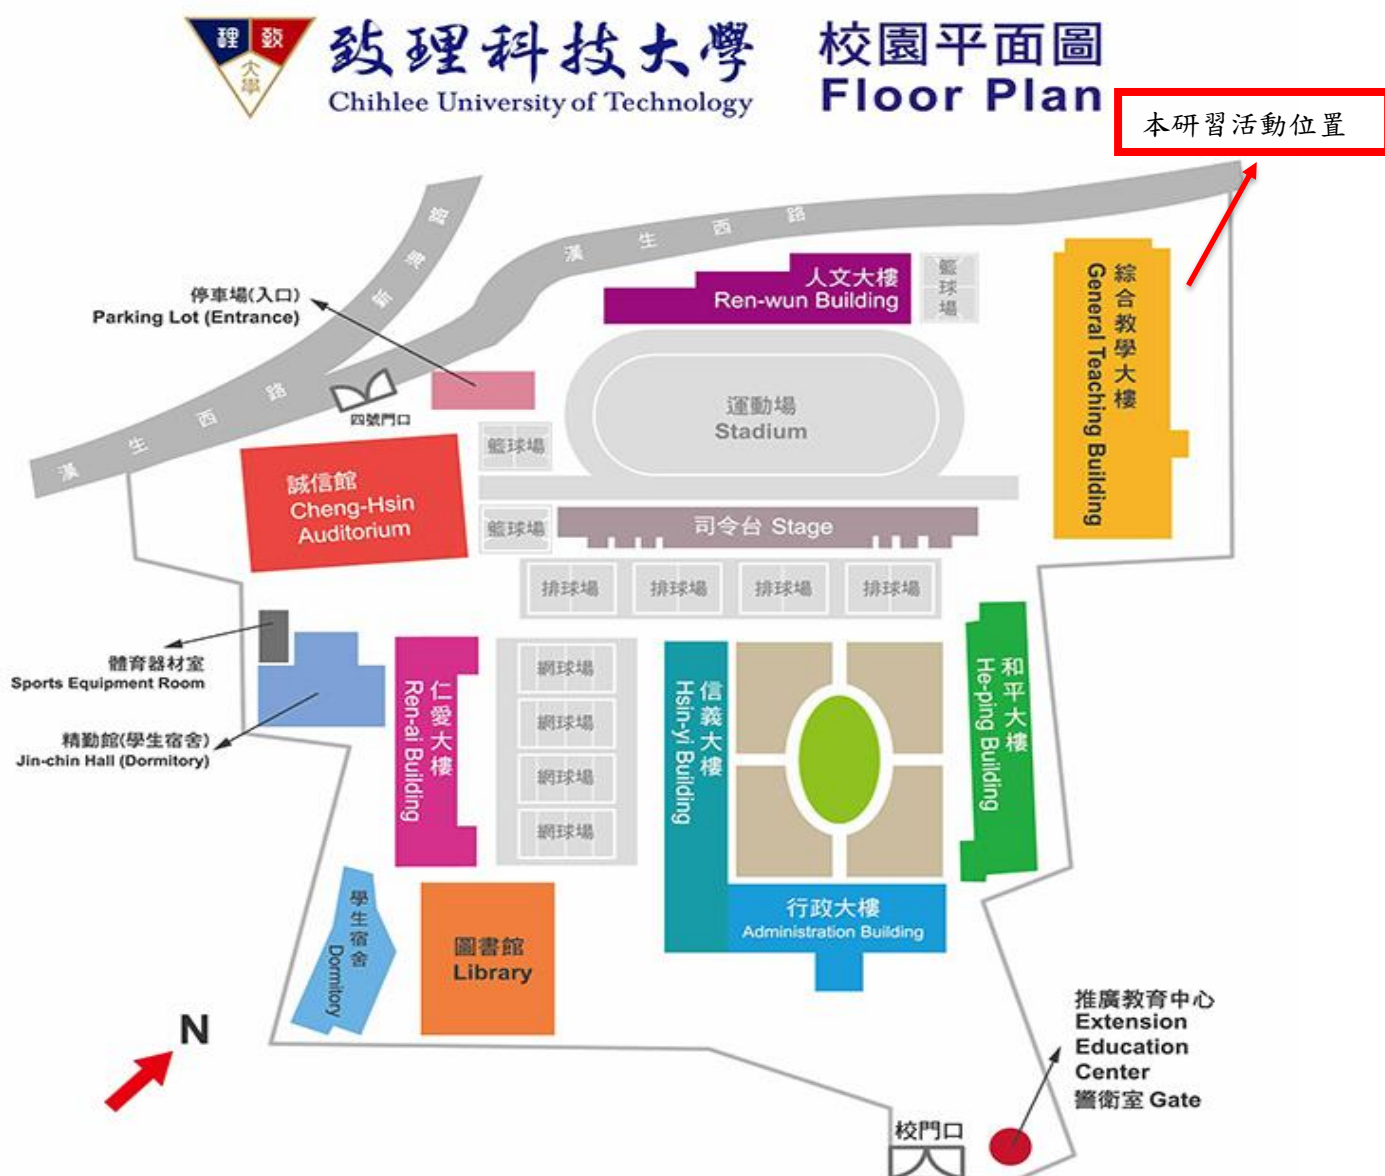 理 致
大
學
致理科技大學
Chihlee University of Technology
校園平面圖
Floor Plan
本研習活動位置
館
漢生西路
漢生西路
停車場(入口)
Parking Lot (Entrance)
四號門口
人文大樓
Ren-wun Building
籃球場
綜合教學大樓
General Teaching Building
運動場
Stadium
籃球場
誠信館
Cheng-Hsin
Auditorium
籃球場
司令台 Stage
排球場
排球場
排球場
排球場
體育器材室
Sports Equipment Room
精勤館(學生宿舍)
Jin-chin Hall (Dormitory)
仁愛大樓
Ren-ai Building
網球場
網球場
網球場
網球場
信義大樓
Hsin-yi Building
和平大樓
He-ping Building
學生宿舍
Dormitory
圖書館
Library
行政大樓
Administration Building
N
推廣教育中心
Extension
Education
Center
警衛室 Gate
校門口